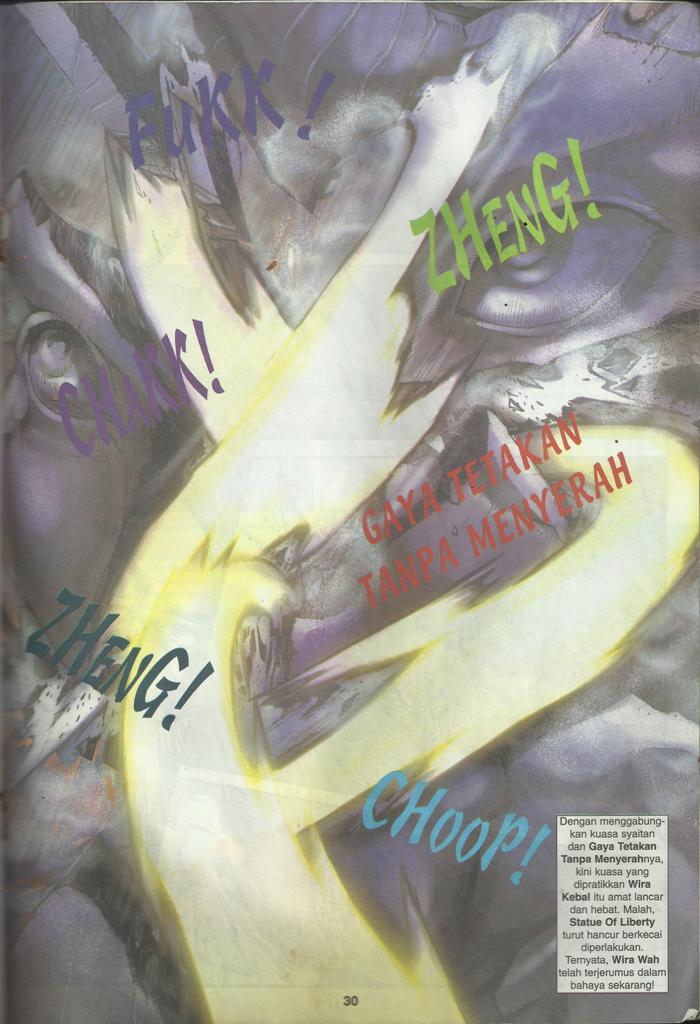 FUKK!
ZHENG!
CHAKK!
GAYA TETAKAN
TANPA MENYERAH
ZHENG!
CHOOP!
Dengan menggabung-
kan kuasa syaitan
dan Gaya Tetakan
Tanpa Menyerahnya,
kini kuasa yang
dipratikkan Wira
Kebal itu amat lancar
dan hebat. Malah,
Statue Of Liberty
turut hancur berkecai
diperlakukan.
Ternyata, Wira Wah
telah terjerumus dalam
bahaya sekarang!
30